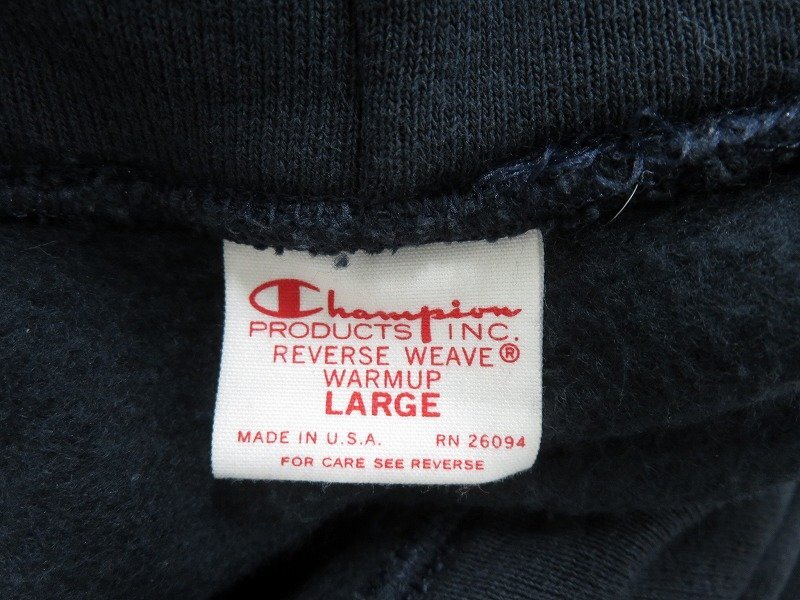 Champion
PRODUCTS INC.
REVERSE WEAVE®
WARMUP
LARGE
MADE IN U.S.A. RN 26094
FOR CARE SEE REVERSE